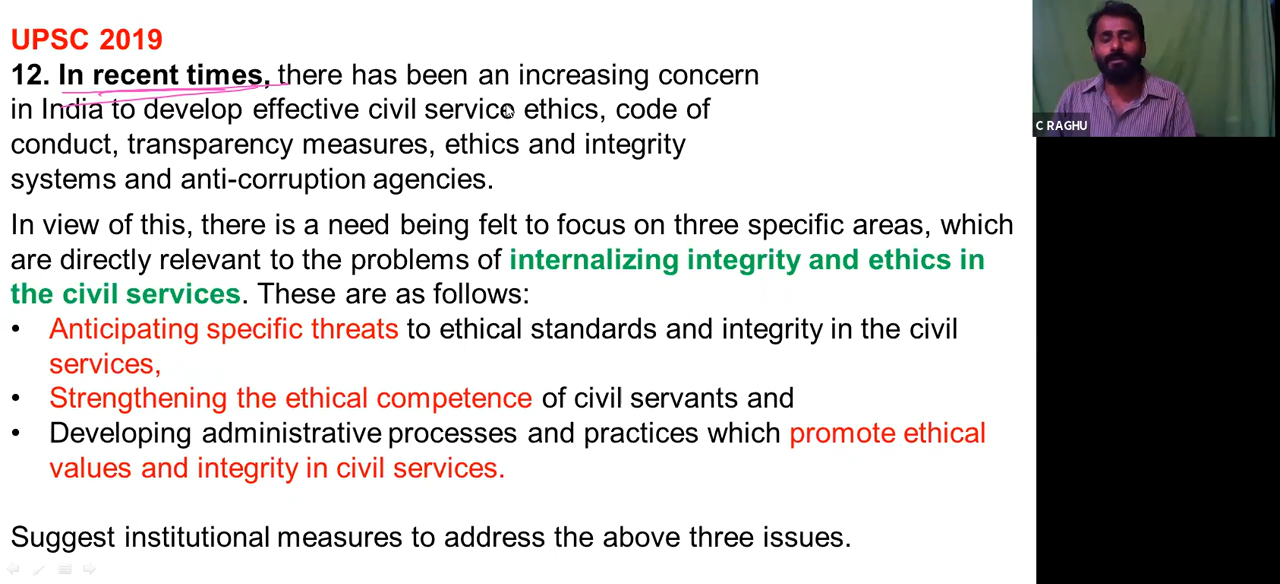 UPSC 2019
12. In recent times, there has been an increasing concern
in India to develop effective civil service ethics, code of
conduct, transparency measures, ethics and integrity
systems and anti-corruption agencies.
In view of this, there is a need being felt to focus on three specific areas, which
are directly relevant to the problems of internalizing integrity and ethics in
the civil services. These are as follows:
• Anticipating specific threats to ethical standards and integrity in the civil
services,
• Strengthening the ethical competence of civil servants and
• Developing administrative processes and practices which promote ethical
values and integrity in civil services.
Suggest institutional measures to address the above three issues.
C RAGHU